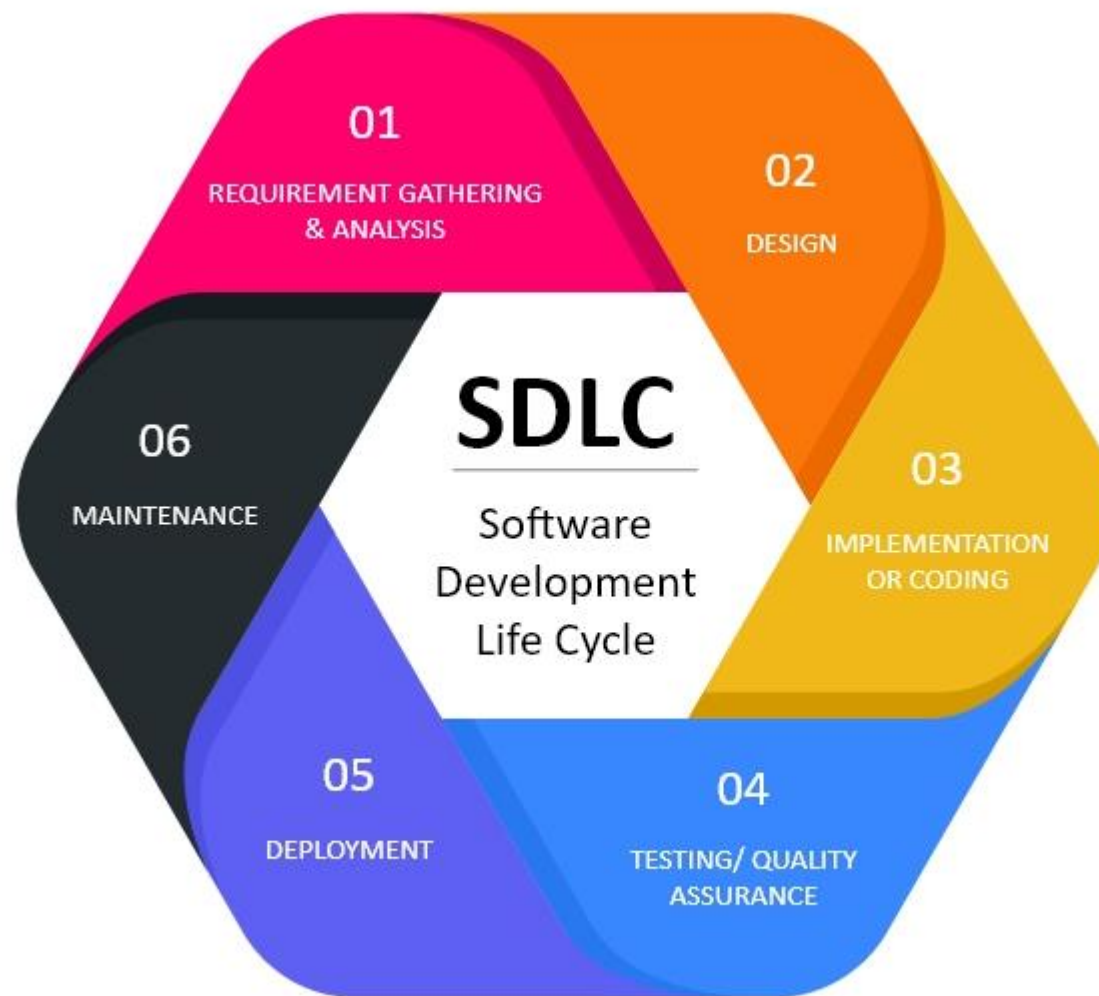 01
REQUIREMENT GATHERING
& ANALYSIS
02
DESIGN
03
IMPLEMENTATION
OR CODING
04
TESTING/ QUALITY
ASSURANCE
05
DEPLOYMENT
06
MAINTENANCE
SDLC
Software
Development
Life Cycle